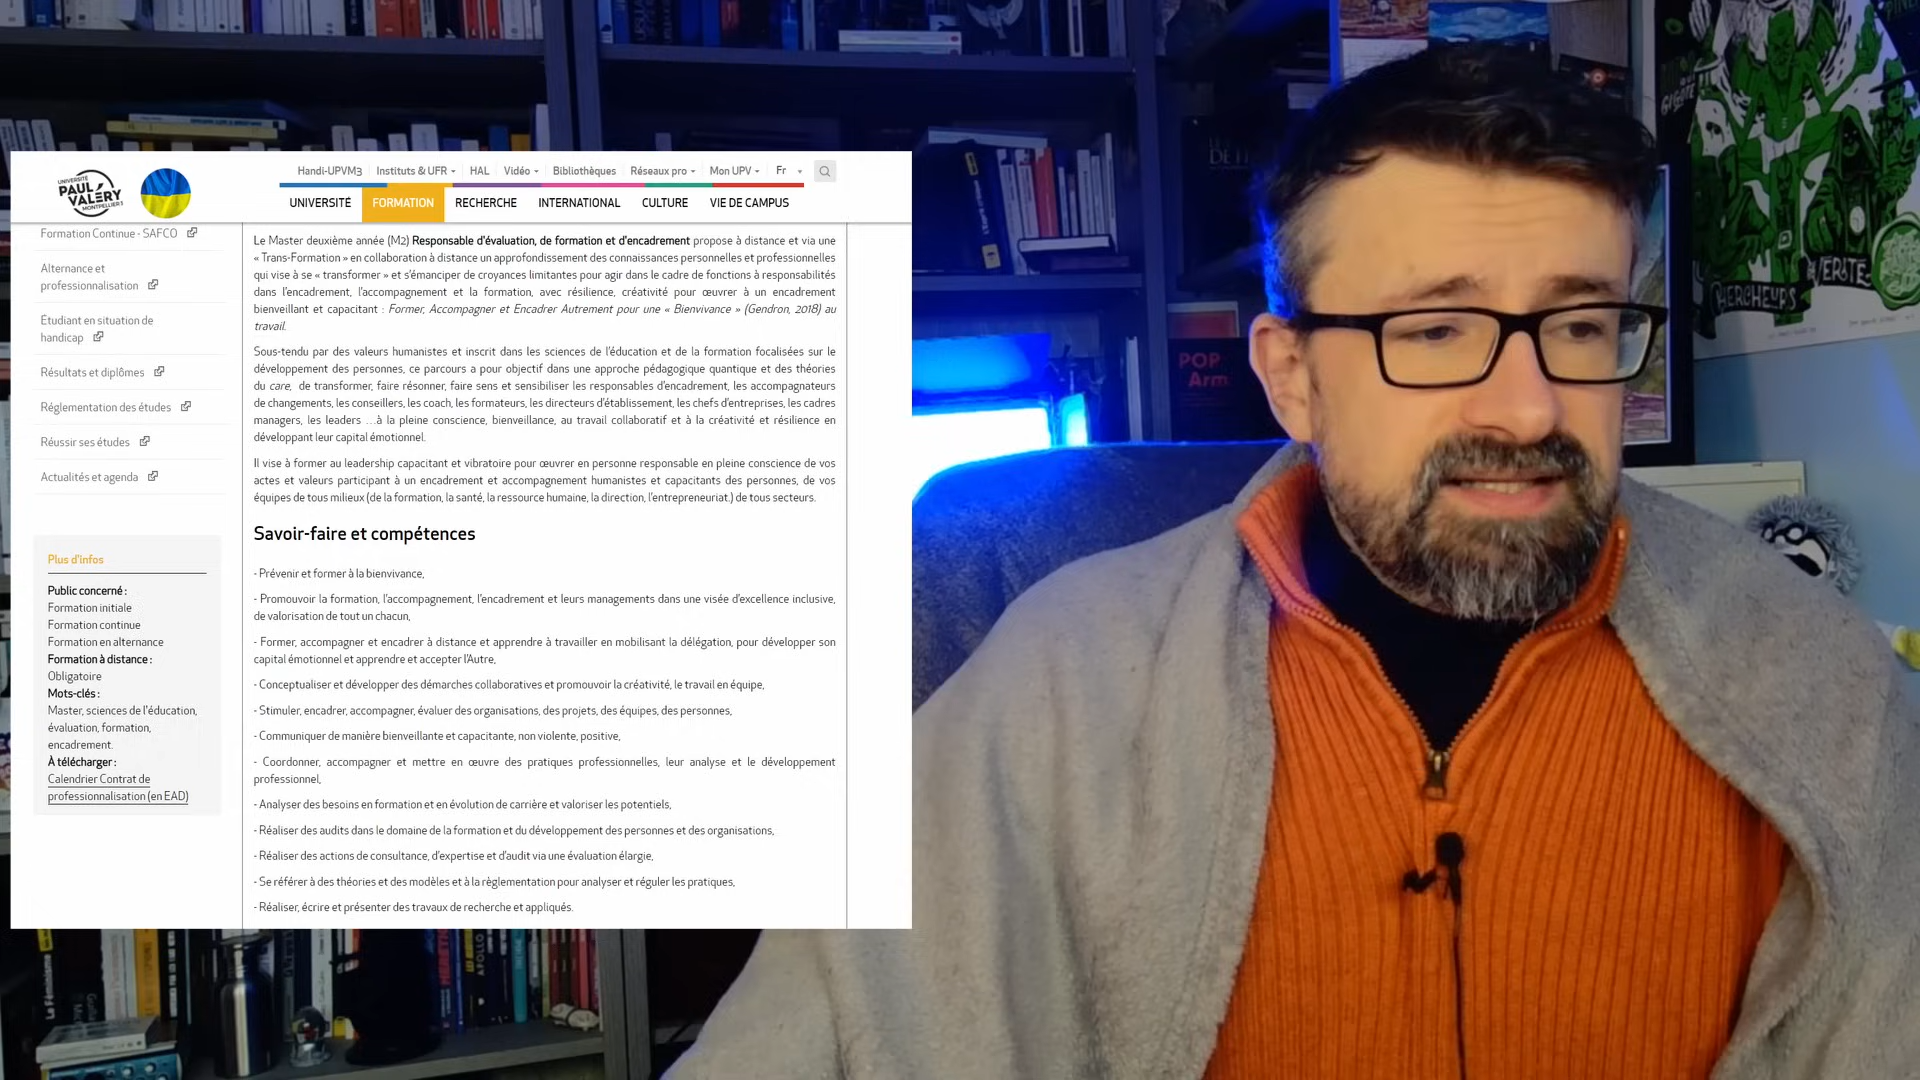 UNIVERSITÉ
PAUL
VALÉRY
MONTPELLIER 3
Handi-UPVM3 Instituts & UFR HAL Vidéo Bibliothèques Réseaux pro Mon UPV Fr
UNIVERSITÉ FORMATION RECHERCHE INTERNATIONAL CULTURE VIE DE CAMPUS
Formation Continue - SAFCO
Alternance et
professionnalisation
Étudiant en situation de
handicap
Résultats et diplômes
Réglementation des études
Réussir ses études
Actualités et agenda
Plus d'infos
Public concerné :
Formation initiale
Formation continue
Formation en alternance
Formation à distance :
Obligatoire
Mots-clés :
Master, sciences de l'éducation,
évaluation, formation,
encadrement.
À télécharger :
Calendrier Contrat de
professionnalisation (en EAD)
Le Master deuxième année (M2) Responsable d'évaluation, de formation et d'encadrement propose à distance et via une
« Trans-Formation » en collaboration à distance un approfondissement des connaissances personnelles et professionnelles
qui vise à se « transformer » et s'émanciper de croyances limitantes pour agir dans le cadre de fonctions à responsabilités
dans l'encadrement, l'accompagnement et la formation, avec résilience, créativité pour œuvrer à un encadrement
bienveillant et capacitant : Former, Accompagner et Encadrer Autrement pour une « Bienvivance » (Gendron, 2018) au
travail.
Sous-tendu par des valeurs humanistes et inscrit dans les sciences de l'éducation et de la formation focalisées sur le
développement des personnes, ce parcours a pour objectif dans une approche pédagogique quantique et des théories
du care, de transformer, faire résonner, faire sens et sensibiliser les responsables d'encadrement, les accompagnateurs
de changements, les conseillers, les coach, les formateurs, les directeurs d'établissement, les chefs d'entreprises, les cadres
managers, les leaders …à la pleine conscience, bienveillance, au travail collaboratif et à la créativité et résilience en
développant leur capital émotionnel.
Il vise à former au leadership capacitant et vibratoire pour œuvrer en personne responsable en pleine conscience de vos
actes et valeurs participant à un encadrement et accompagnement humanistes et capacitants des personnes, de vos
équipes de tous milieux (de la formation, la santé, la ressource humaine, la direction, l'entrepreneuriat.) de tous secteurs.
Savoir-faire et compétences
- Prévenir et former à la bienvivance,
- Promouvoir la formation, l'accompagnement, l'encadrement et leurs managements dans une visée d'excellence inclusive,
de valorisation de tout un chacun,
- Former, accompagner et encadrer à distance et apprendre à travailler en mobilisant la délégation, pour développer son
capital émotionnel et apprendre et accepter l'Autre,
- Conceptualiser et développer des démarches collaboratives et promouvoir la créativité, le travail en équipe,
- Stimuler, encadrer, accompagner, évaluer des organisations, des projets, des équipes, des personnes,
- Communiquer de manière bienveillante et capacitante, non violente, positive,
- Coordonner, accompagner et mettre en œuvre des pratiques professionnelles, leur analyse et le développement
professionnel,
- Analyser des besoins en formation et en évolution de carrière et valoriser les potentiels,
- Réaliser des audits dans le domaine de la formation et du développement des personnes et des organisations,
- Réaliser des actions de consultance, d'expertise et d'audit via une évaluation élargie,
- Se référer à des théories et des modèles et à la règlementation pour analyser et réguler les pratiques,
- Réaliser, écrire et présenter des travaux de recherche et appliqués.
POP
CHERCHEURS
VÉRITÉ